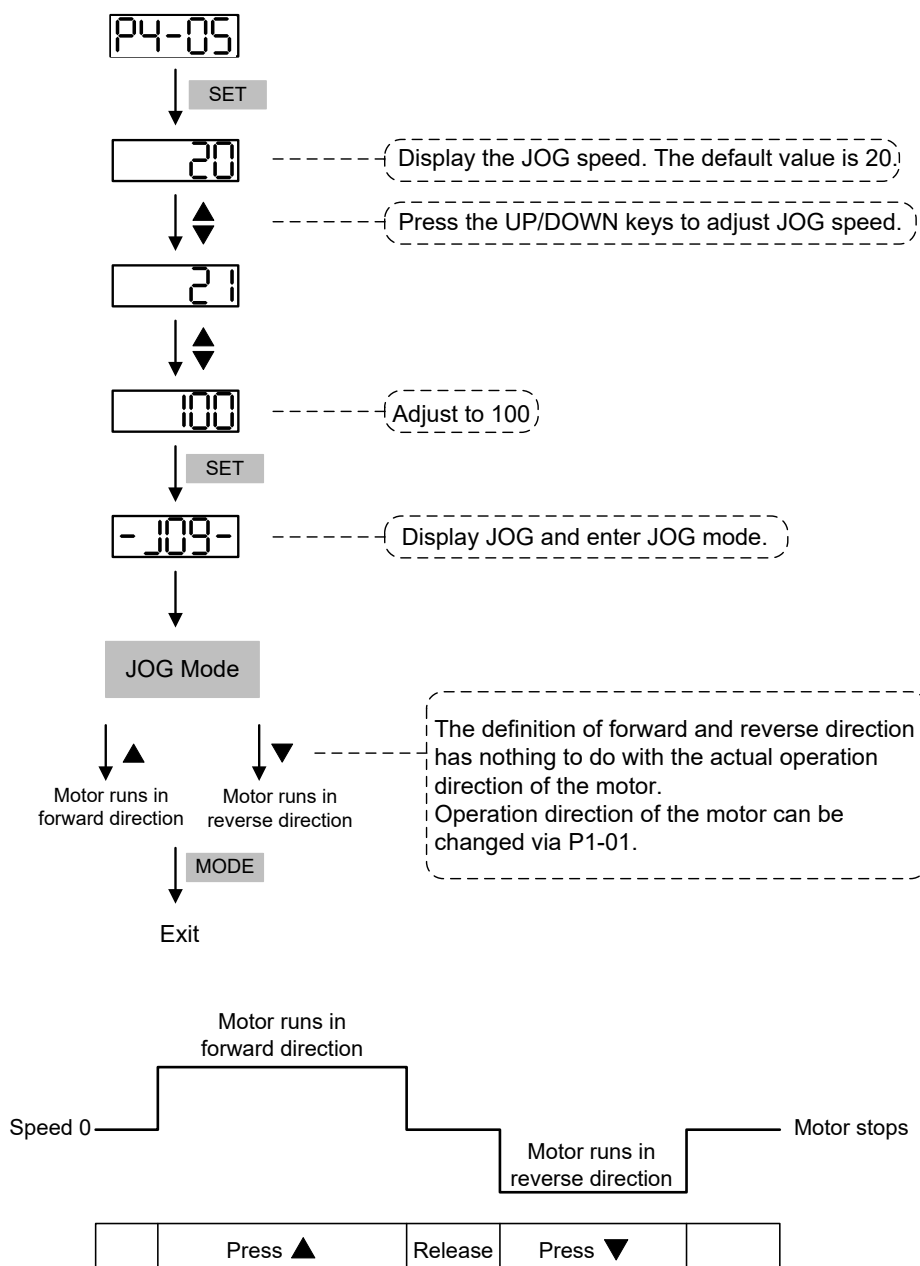 P4-05
SET
20
Display the JOG speed. The default value is 20.
Press the UP/DOWN keys to adjust JOG speed.
21
100
Adjust to 100
SET
-JOG-
Display JOG and enter JOG mode.
JOG Mode
The definition of forward and reverse direction
has nothing to do with the actual operation
direction of the motor.
Operation direction of the motor can be
changed via P1-01.
Motor runs in
forward direction
Motor runs in
reverse direction
MODE
Exit
Motor runs in
forward direction
Speed 0
Motor stops
Motor runs in
reverse direction
Press ▲
Release
Press ▼